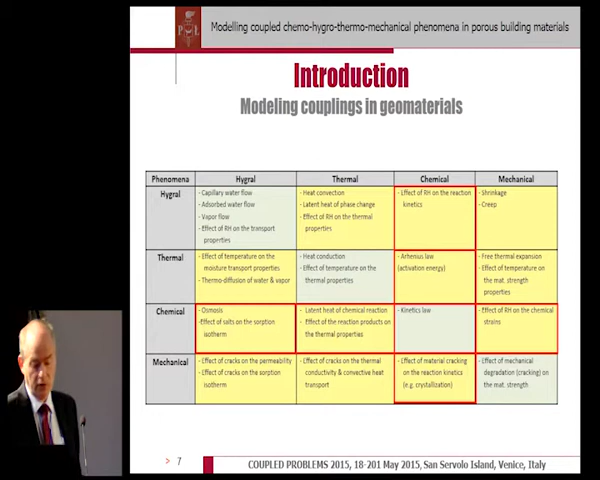 P Ł
Modelling coupled chemo-hygro-thermo-mechanical phenomena in porous building materials
Introduction
Modeling couplings in geomaterials
Phenomena Hygral Thermal Chemical Mechanical
Hygral
- Capillary water flow
- Adsorbed water flow
- Vapor flow
- Effect of RH on the transport
properties
- Heat convection
- Latent heat of phase change
- Effect of RH on the thermal
properties
- Effect of RH on the reaction
kinetics
- Shrinkage
- Creep
Thermal
- Effect of temperature on the
moisture transport properties
- Thermo-diffusion of water & vapor
- Heat conduction
- Effect of temperature on the
thermal properties
- Arhenius law
(activation energy)
- Free thermal expansion
- Effect of temperature on
the mat. strength
properties
Chemical
- Osmosis
-Effect of salts on the sorption
isotherm
- Latent heat of chemical reaction
- Effect of the reaction products on
the thermal properties
- Kinetics law
- Effect of RH on the chemical
strains
Mechanical
- Effect of cracks on the permeability
- Effect of cracks on the sorption
isotherm
- Effect of cracks on the thermal
conductivity & convective heat
transport
- Effect of material cracking
on the reaction kinetics
(e.g. crystallization)
- Effect of mechanical
degradation (cracking) on
the mat. strength
> 7
COUPLED PROBLEMS 2015, 18-201 May 2015, San Servolo Island, Venice, Italy